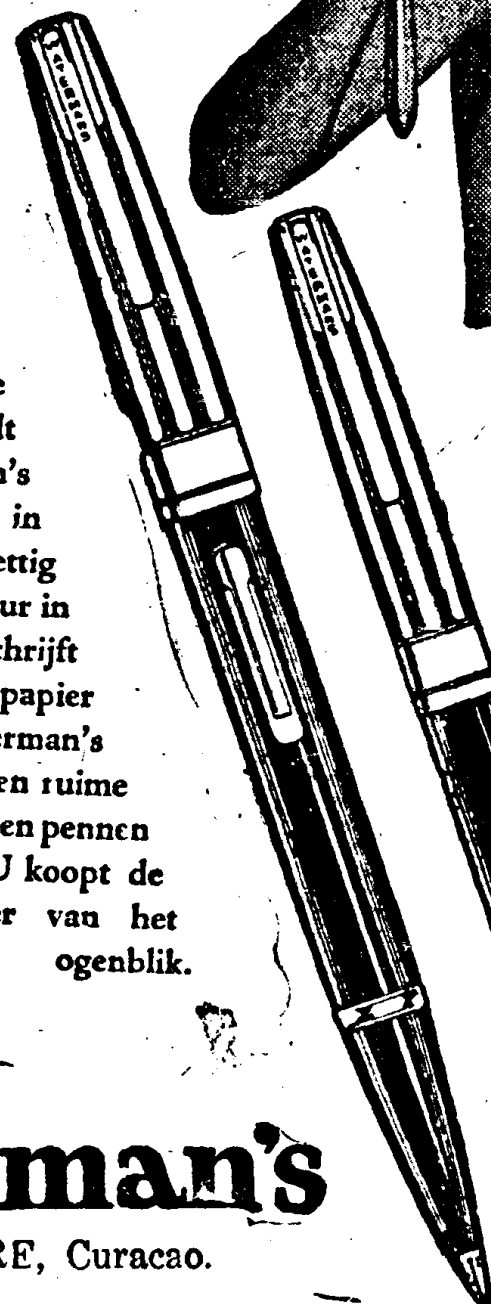 e
lt
n's
in
ettig
ur in
chrijft
papier
erman's
en ruime
en pennen
U koopt de
er van het
ogenblik.
man's
RE, Curacao.